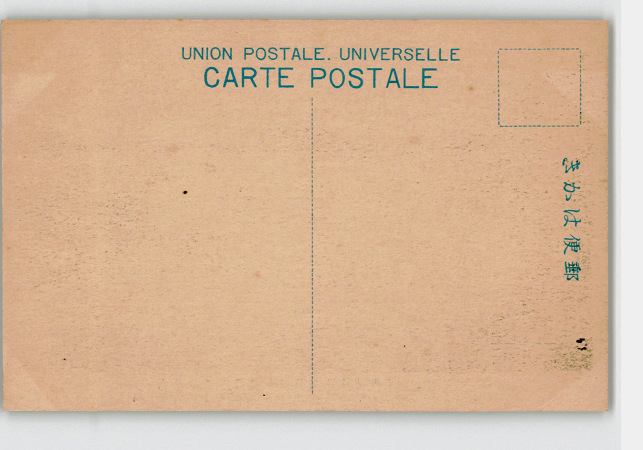 UNION POSTALE. UNIVERSELLE
CARTE POSTALE
きかは便郵